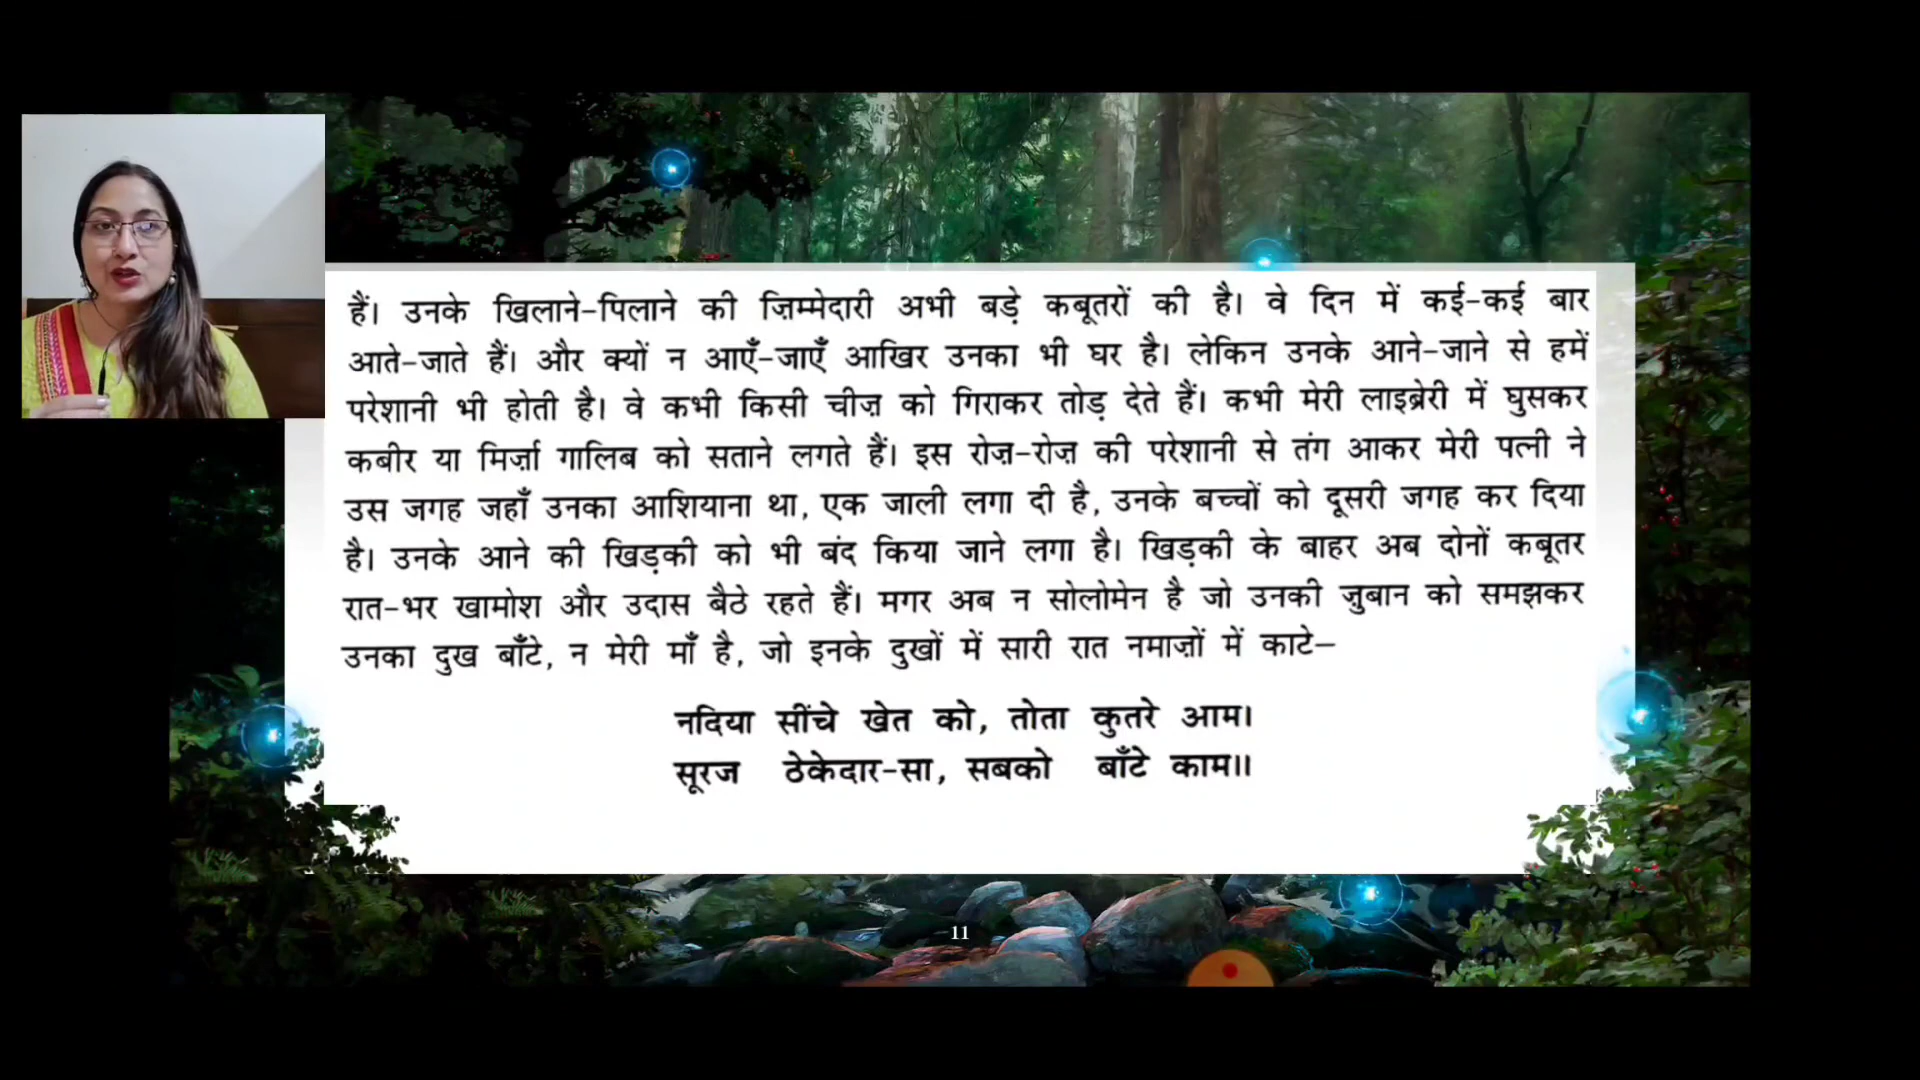 हैं। उनके खिलाने-पिलाने की ज़िम्मेदारी अभी बड़े कबूतरों की है। वे दिन में कई-कई बार
आते-जाते हैं। और क्यों न आएँ-जाएँ आखिर उनका भी घर है। लेकिन उनके आने-जाने से हमें
परेशानी भी होती है। वे कभी किसी चीज़ को गिराकर तोड़ देते हैं। कभी मेरी लाइब्रेरी में घुसकर
कबीर या मिर्ज़ा गालिब को सताने लगते हैं। इस रोज़-रोज़ की परेशानी से तंग आकर मेरी पत्नी ने
उस जगह जहाँ उनका आशियाना था, एक जाली लगा दी है, उनके बच्चों को दूसरी जगह कर दिया
है। उनके आने की खिड़की को भी बंद किया जाने लगा है। खिड़की के बाहर अब दोनों कबूतर
रात-भर खामोश और उदास बैठे रहते हैं। मगर अब न सोलोमेन है जो उनकी ज़ुबान को समझकर
उनका दुख बाँटे, न मेरी माँ है, जो इनके दुखों में सारी रात नमाज़ों में काटे—
नदिया सींचे खेत को, तोता कुतरे आम।
सूरज ठेकेदार-सा, सबको बाँटे काम॥
11